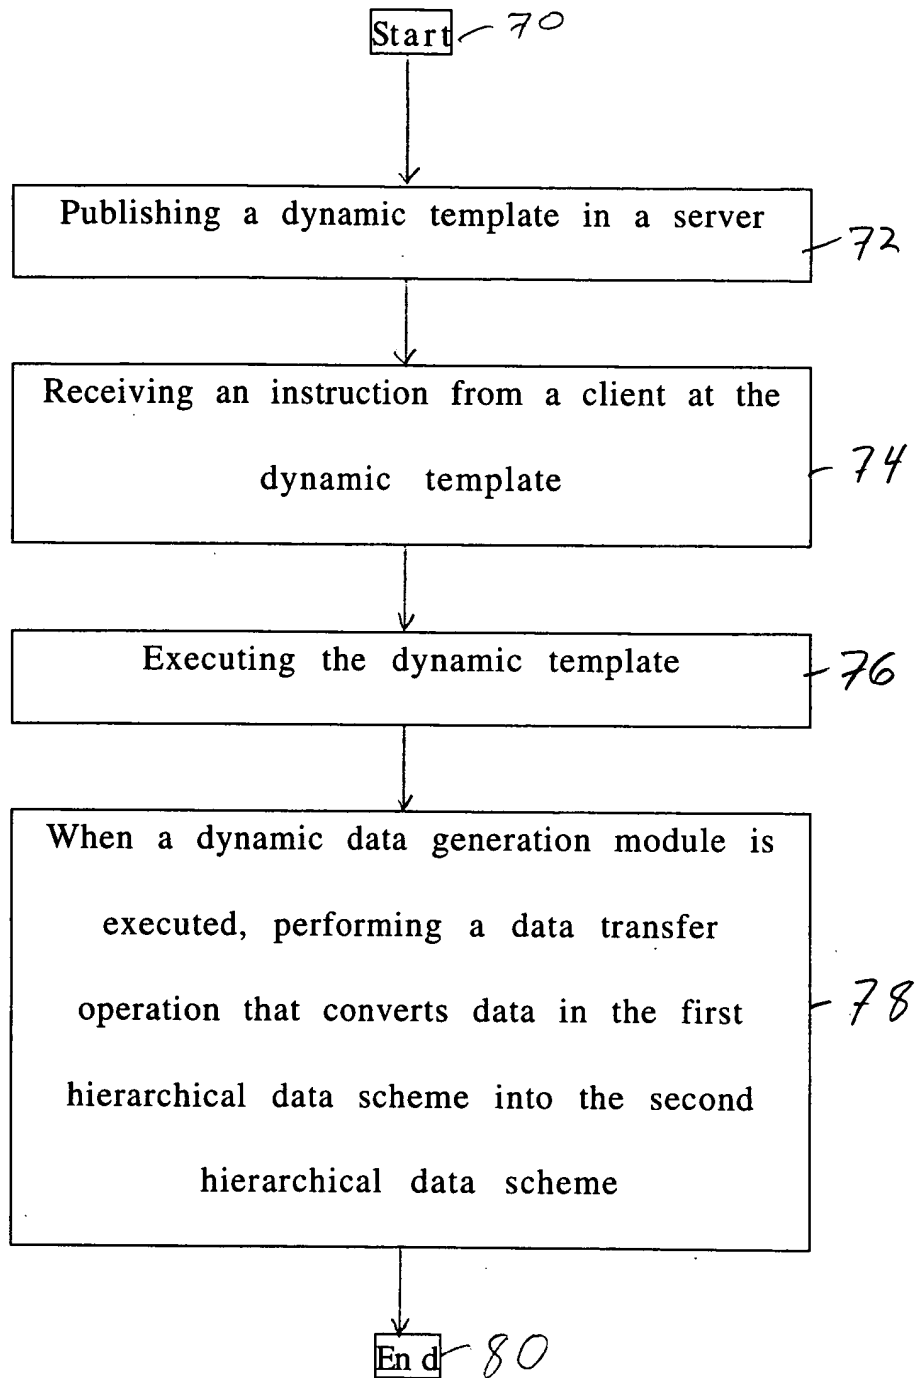 Start 70
Publishing a dynamic template in a server
72
Receiving an instruction from a client at the
dynamic template
74
Executing the dynamic template
76
When a dynamic data generation module is
executed, performing a data transfer
operation that converts data in the first
78
hierarchical data scheme into the second
hierarchical data scheme
End 80